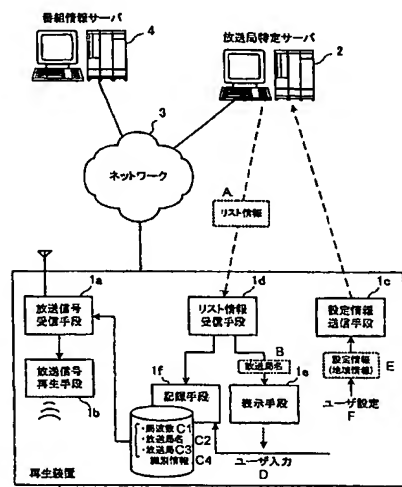 番組情報サーバ
4
放送局特定サーバ
2
3
ネットワーク
A
リスト情報
1a
放送信号
受信手段
1d
リスト情報
受信手段
1c
設定情報
送信手段
放送信号
再生手段
1b
1f
記録手段
B
放送局名
1e
表示手段
設定情報
(地域情報)
E
ユーザ設定
F
・周波数 C1
・放送局名 C2
・放送局 C3
識別情報 C4
ユーザ入力
D
再生装置